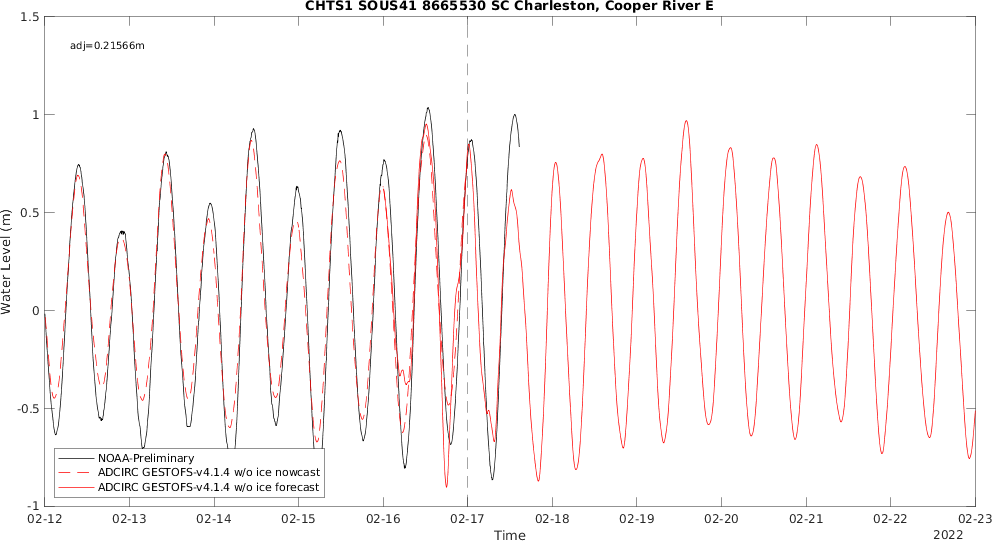 CHTS1 SOUS41 8665530 SC Charleston, Cooper River E
1.5
adj=0.21566m
1
0.5
Water Level (m)
0
-0.5
NOAA-Preliminary
ADCIRC GESTOFS-v4.1.4 w/o ice nowcast
ADCIRC GESTOFS-v4.1.4 w/o ice forecast
-1
02-12 02-13 02-14 02-15 02-16 02-17 02-18 02-19 02-20 02-21 02-22 02-23
Time
2022